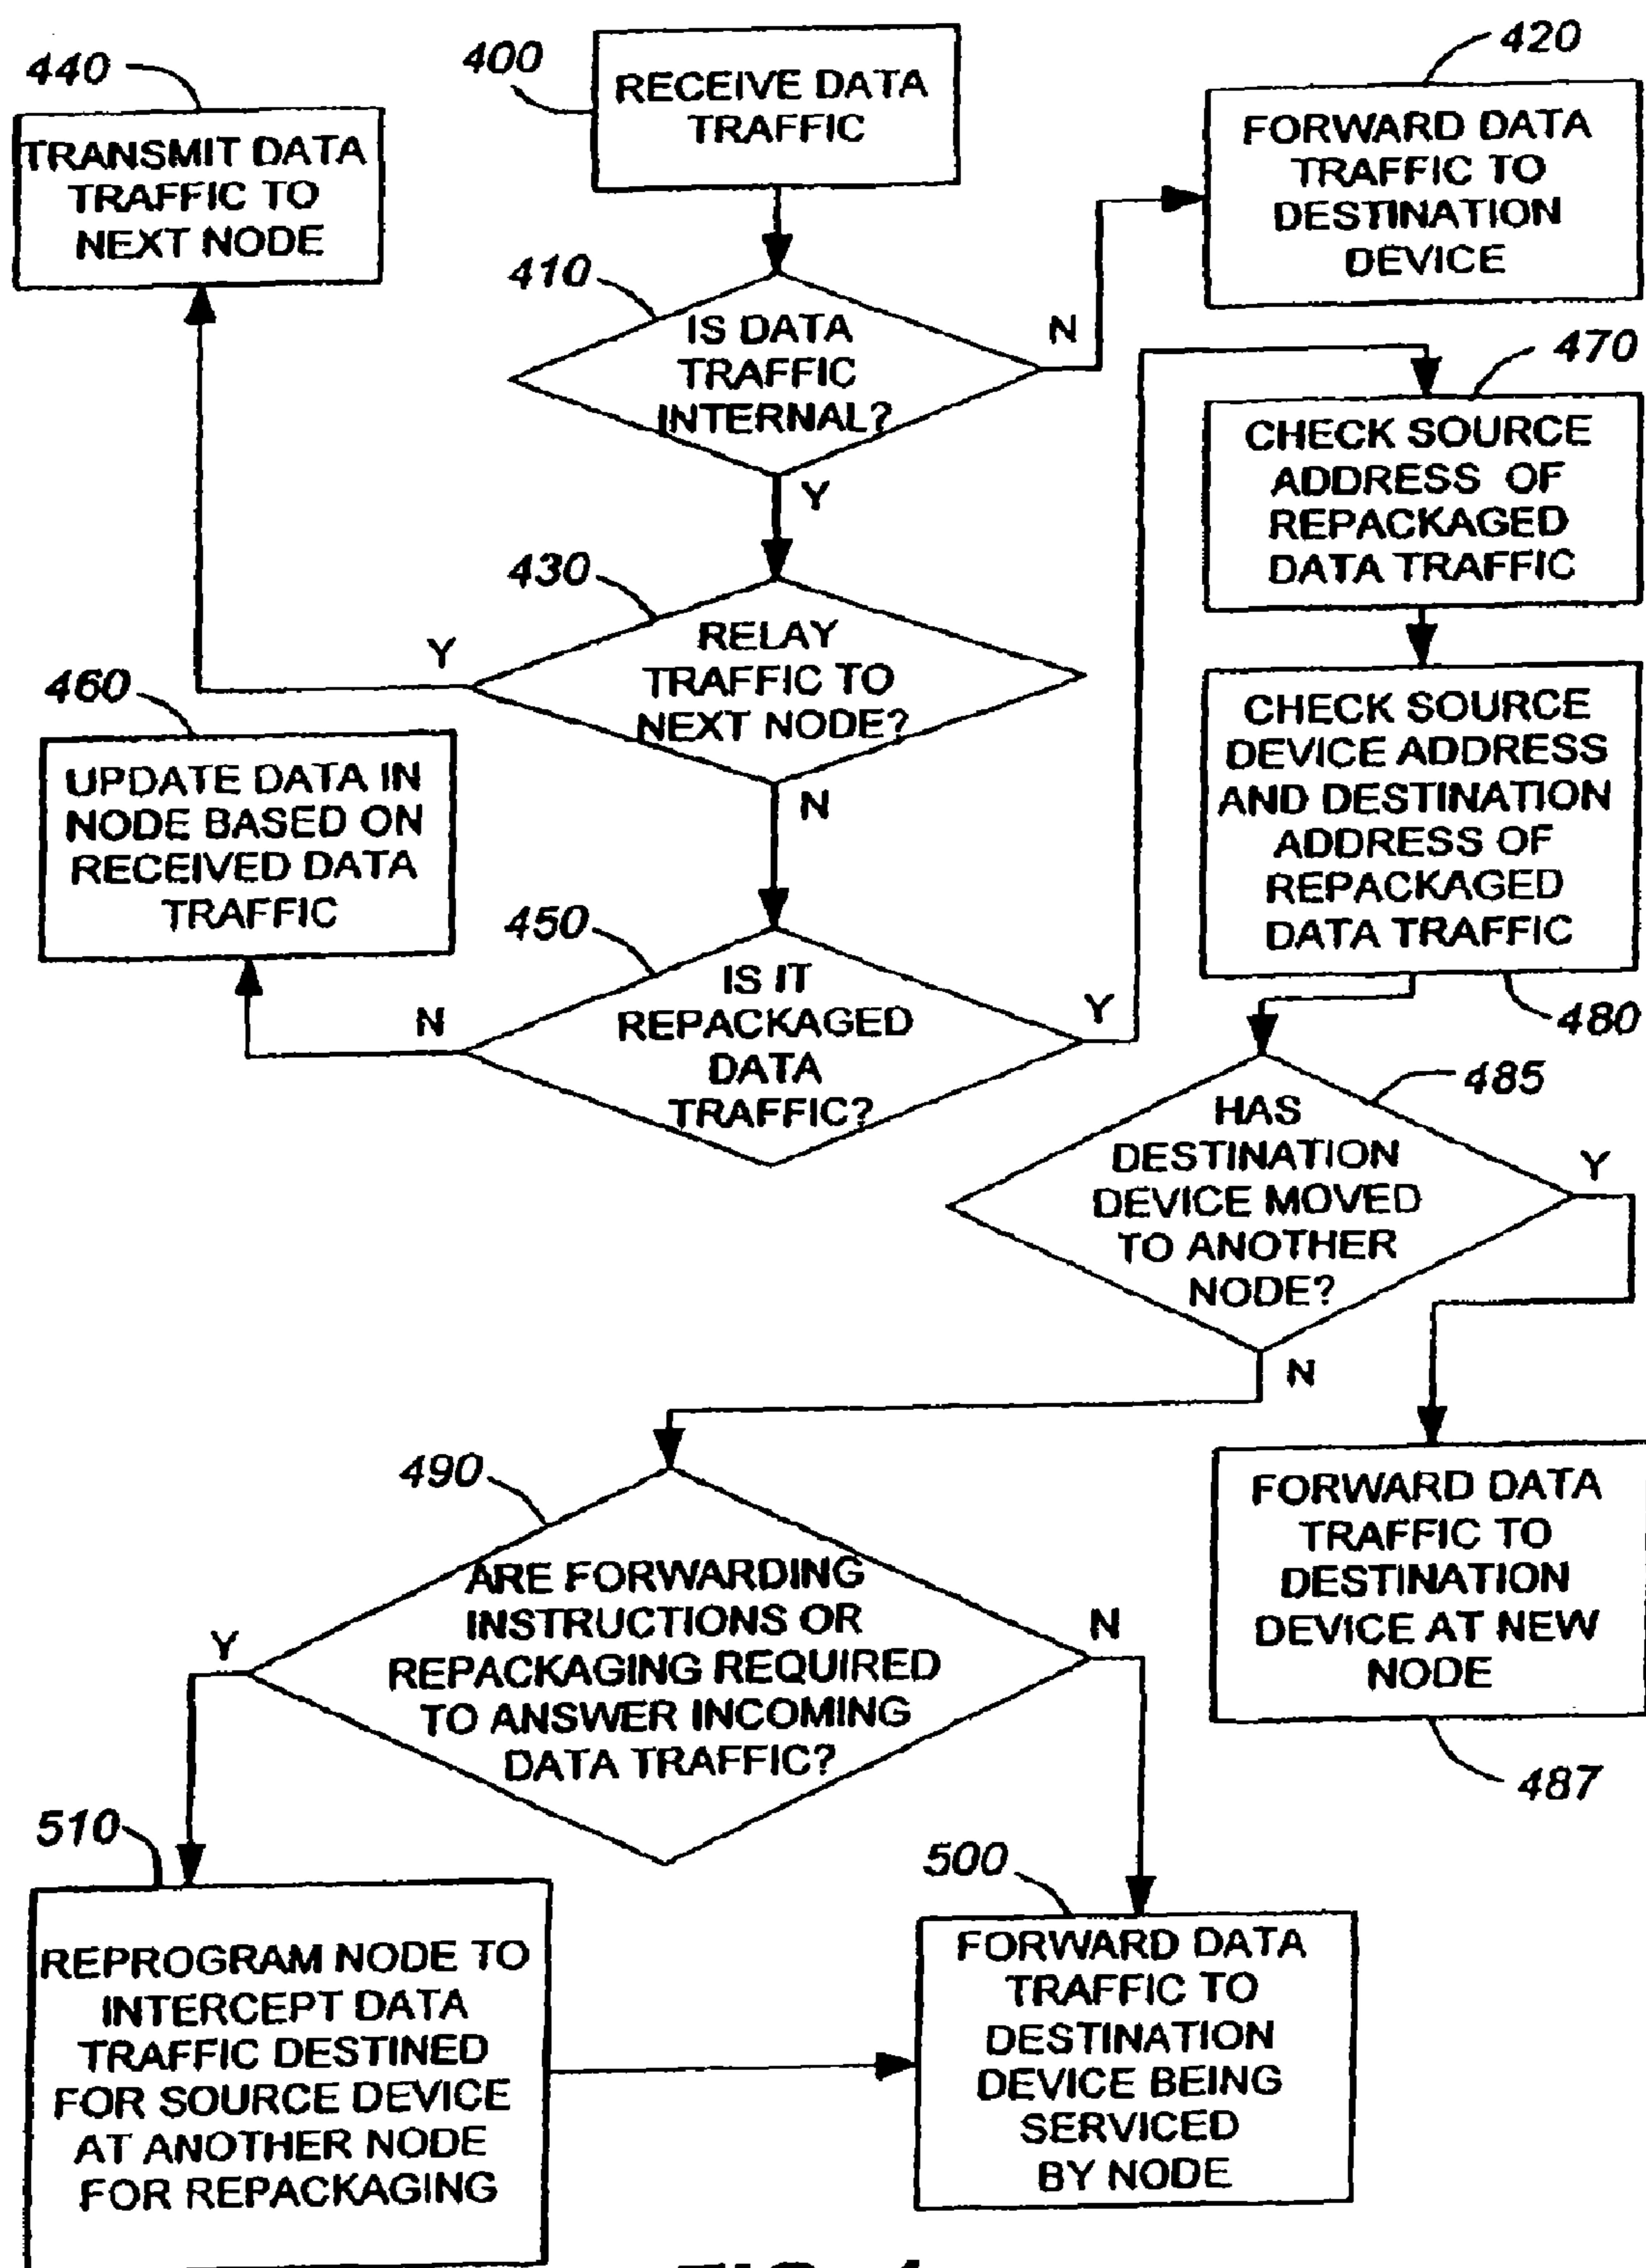 440
TRANSMIT DATA
TRAFFIC TO
NEXT NODE
400
RECEIVE DATA
TRAFFIC
420
FORWARD DATA
TRAFFIC TO
DESTINATION
DEVICE
410
IS DATA
TRAFFIC
INTERNAL?
N
Y
430
RELAY
TRAFFIC TO
NEXT NODE?
Y
N
460
UPDATE DATA IN
NODE BASED ON
RECEIVED DATA
TRAFFIC
450
IS IT
REPACKAGED
DATA
TRAFFIC?
N
Y
470
CHECK SOURCE
ADDRESS OF
REPACKAGED
DATA TRAFFIC
CHECK SOURCE
DEVICE ADDRESS
AND DESTINATION
ADDRESS OF
REPACKAGED
DATA TRAFFIC
480
485
HAS
DESTINATION
DEVICE MOVED
TO ANOTHER
NODE?
Y
N
FORWARD DATA
TRAFFIC TO
DESTINATION
DEVICE AT NEW
NODE
487
490
ARE FORWARDING
INSTRUCTIONS OR
REPACKAGING REQUIRED
TO ANSWER INCOMING
DATA TRAFFIC?
Y
N
510
REPROGRAM NODE TO
INTERCEPT DATA
TRAFFIC DESTINED
FOR SOURCE DEVICE
AT ANOTHER NODE
FOR REPACKAGING
500
FORWARD DATA
TRAFFIC TO
DESTINATION
DEVICE BEING
SERVICED
BY NODE